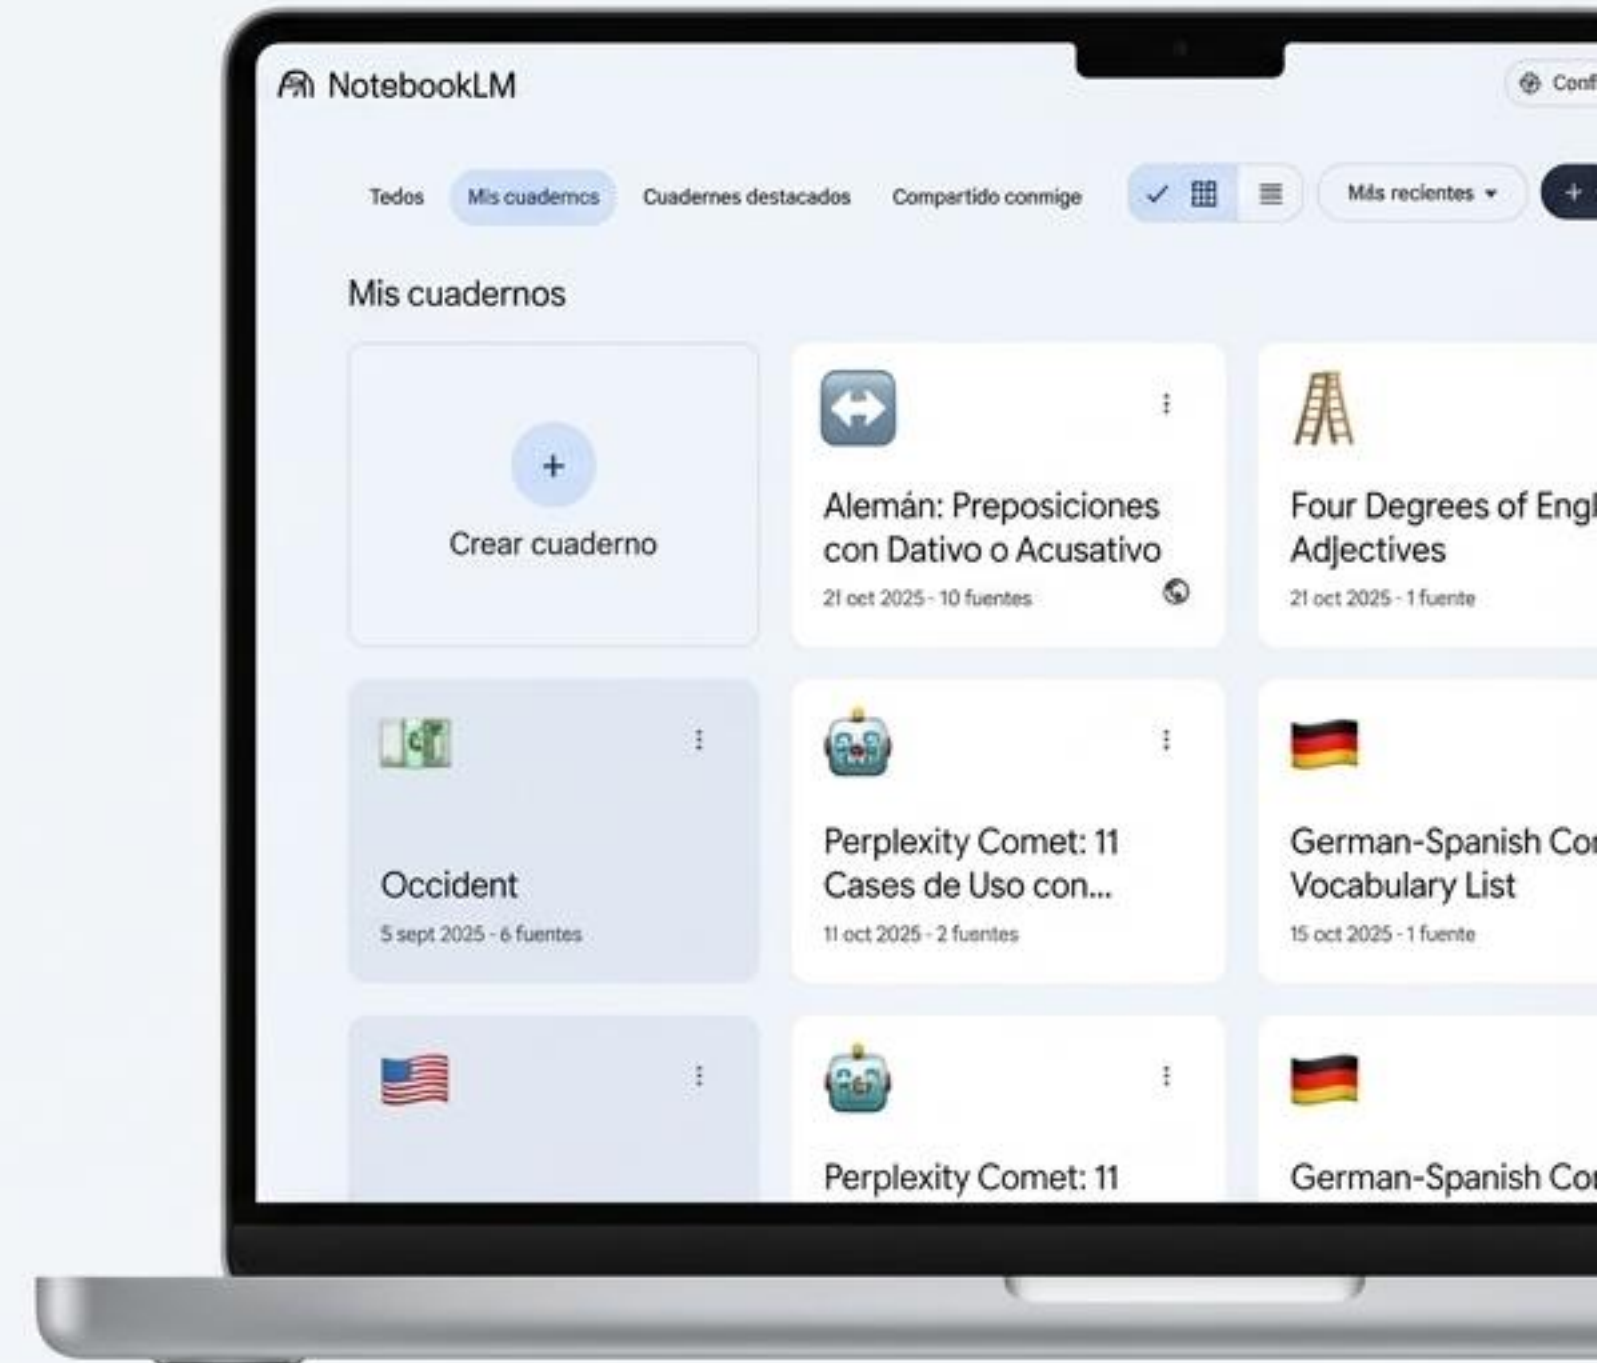 NotebookLM
Conf
Tedos Mis cuademcs Cuadernes destacados Compartido conmige Más recientes
Mis cuadernos
Crear cuaderno
Alemán: Preposiciones
con Dativo o Acusativo
21 oct 2025 - 10 fuentes
Four Degrees of Engl
Adjectives
21 oct 2025 - 1 fuente
Occident
5 sept 2025 - 6 fuentes
Perplexity Comet: 11
Cases de Uso con...
11 oct 2025 - 2 fuentes
German-Spanish Con
Vocabulary List
15 oct 2025 - 1 fuente
Perplexity Comet: 11
German-Spanish Con